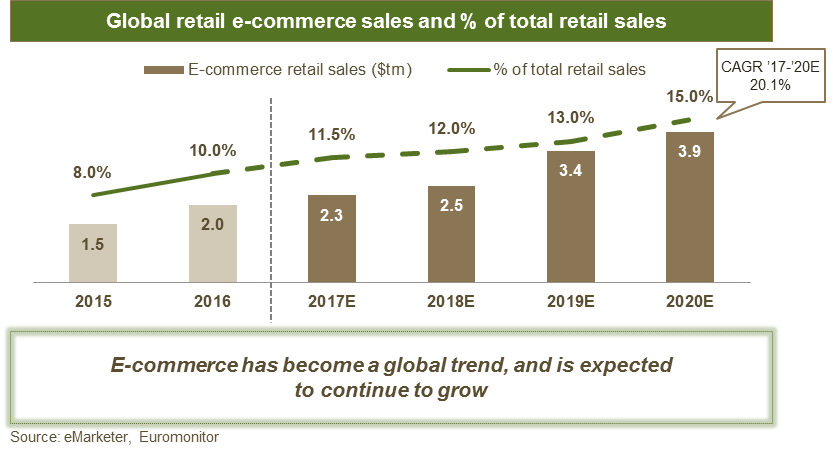 Global retail e-commerce sales and % of total retail sales
E-commerce retail sales ($trn)
% of total retail sales
CAGR '17-'20E
20.1%
8.0%
10.0%
11.5%
12.0%
13.0%
15.0%
1.5
2.0
2.3
2.5
3.4
3.9
2015
2016
2017E
2018E
2019E
2020E
E-commerce has become a global trend, and is expected
to continue to grow
Source: eMarketer, Euromonitor